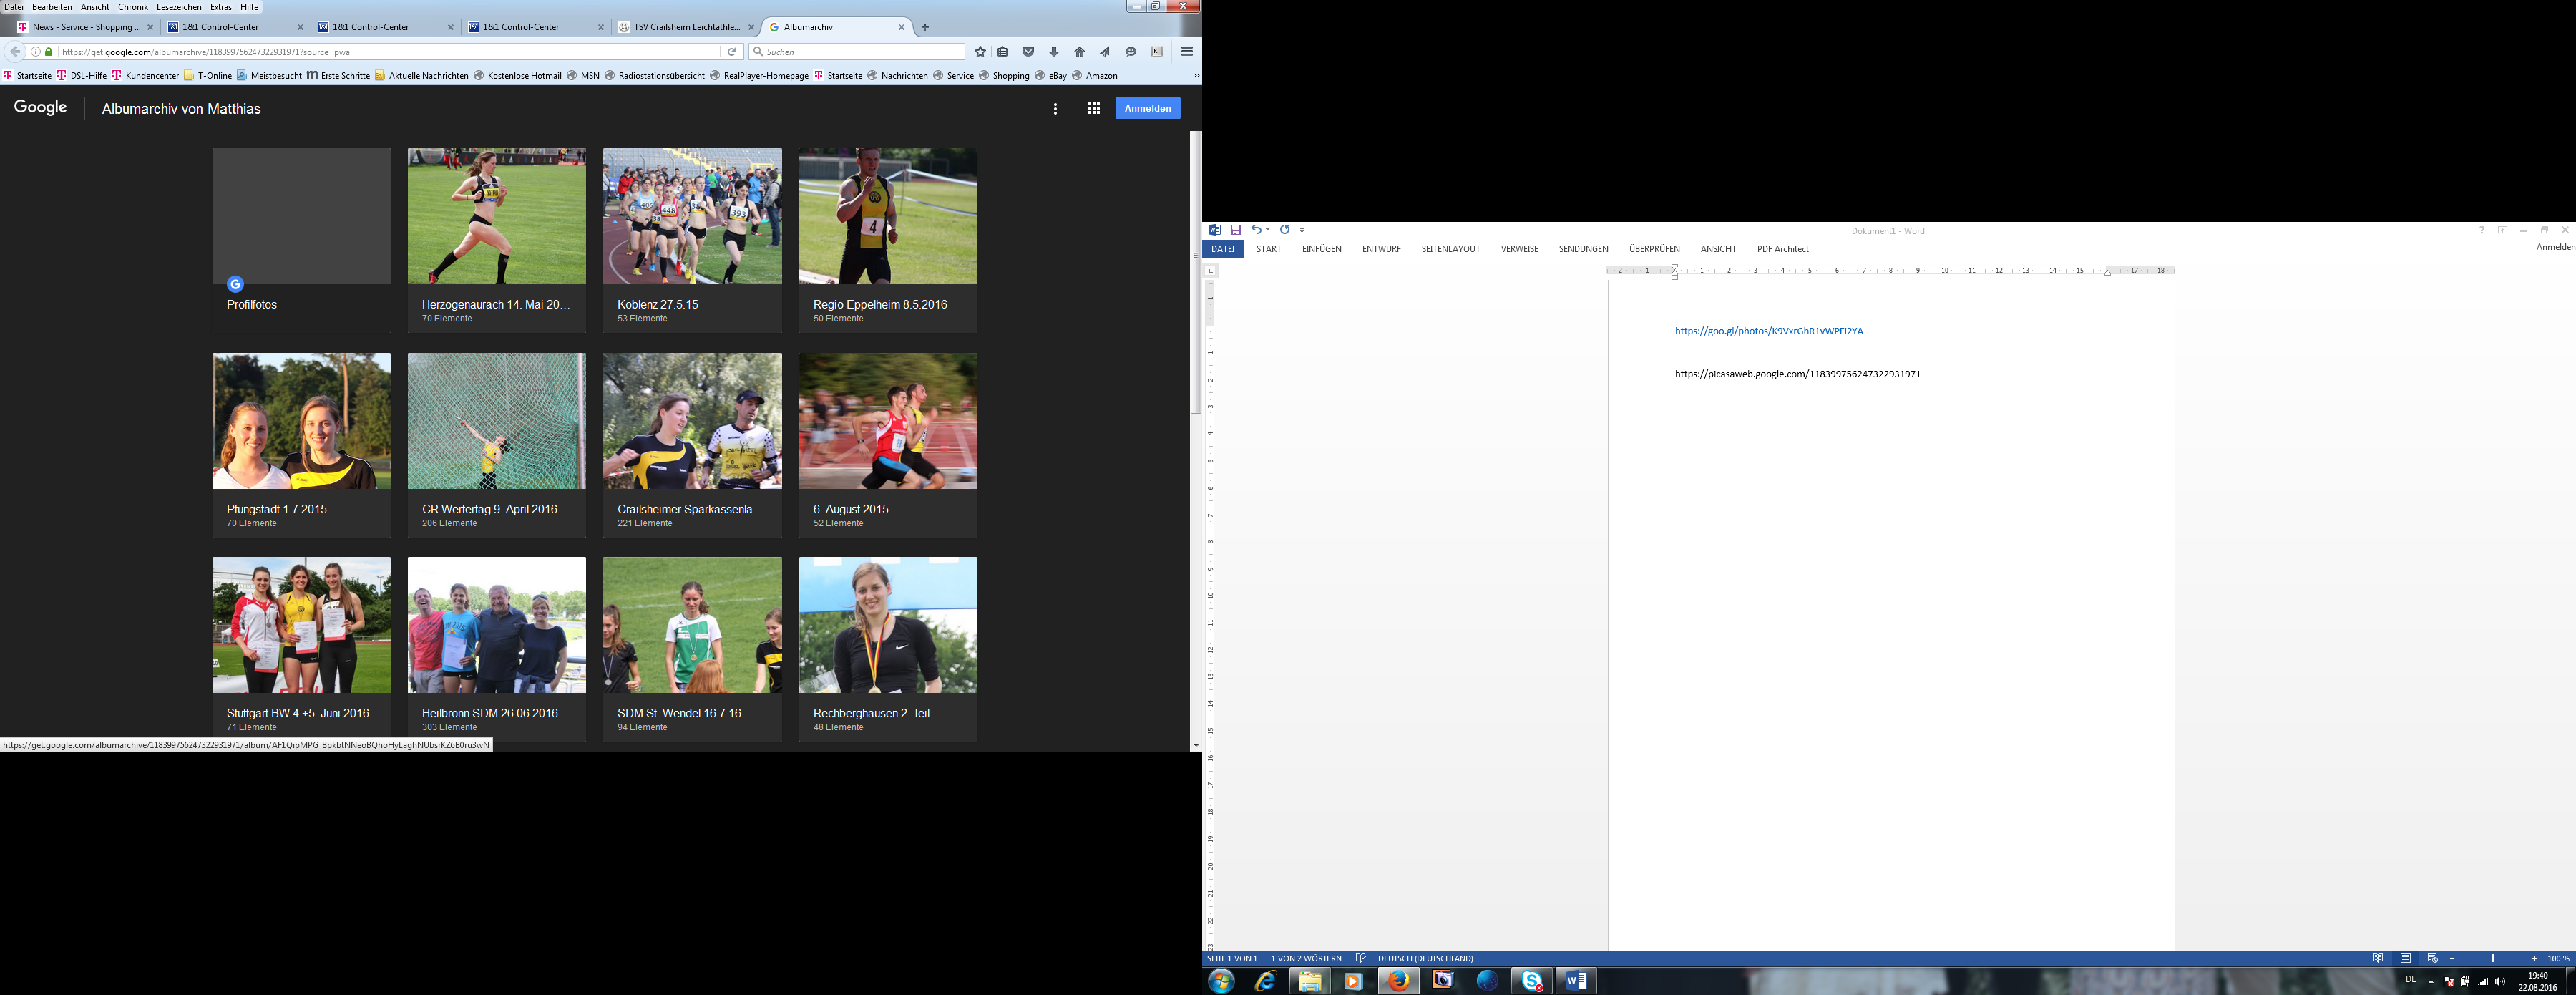 Datei Bearbeiten Ansicht Chronik Lesezeichen Extras Hilfe
News - Service - Shopping ... 1&1 Control-Center 1&1 Control-Center 1&1 Control-Center TSV Crailsheim Leichtathle... Albumarchiv
https://get.google.com/albumarchive/118399756247322931971?source=pwa Suchen
Startseite DSL-Hilfe Kundencenter T-Online Meistbesucht Erste Schritte Aktuelle Nachrichten Kostenlose Hotmail MSN Radiostationsübersicht RealPlayer-Homepage Startseite Nachrichten Service Shopping eBay Amazon
Google Albumarchiv von Matthias Anmelden
Profilfotos
Herzogenaurach 14. Mai 20...
70 Elemente
Koblenz 27.5.15
53 Elemente
Regio Eppelheim 8.5.2016
50 Elemente
Pfungstadt 1.7.2015
70 Elemente
CR Werfertag 9. April 2016
206 Elemente
Crailsheimer Sparkassenla...
221 Elemente
6. August 2015
52 Elemente
Stuttgart BW 4.+5. Juni 2016
71 Elemente
Heilbronn SDM 26.06.2016
303 Elemente
SDM St. Wendel 16.7.16
94 Elemente
Rechberghausen 2. Teil
48 Elemente
https://get.google.com/albumarchive/118399756247322931971/album/AF1QipMPG_BpkbtNNeoBQhoHyLaghNUbsrKZ6B0ru3wN
Dokument1 - Word
DATEI START EINFÜGEN ENTWURF SEITENLAYOUT VERWEISE SENDUNGEN ÜBERPRÜFEN ANSICHT PDF Architect Anmelden
https://goo.gl/photos/K9VxrGhR1vWPFi2YA
https://picasaweb.google.com/118399756247322931971
SEITE 1 VON 1 1 VON 2 WÖRTERN DEUTSCH (DEUTSCHLAND) 100 %
DE 19:40
22.08.2016